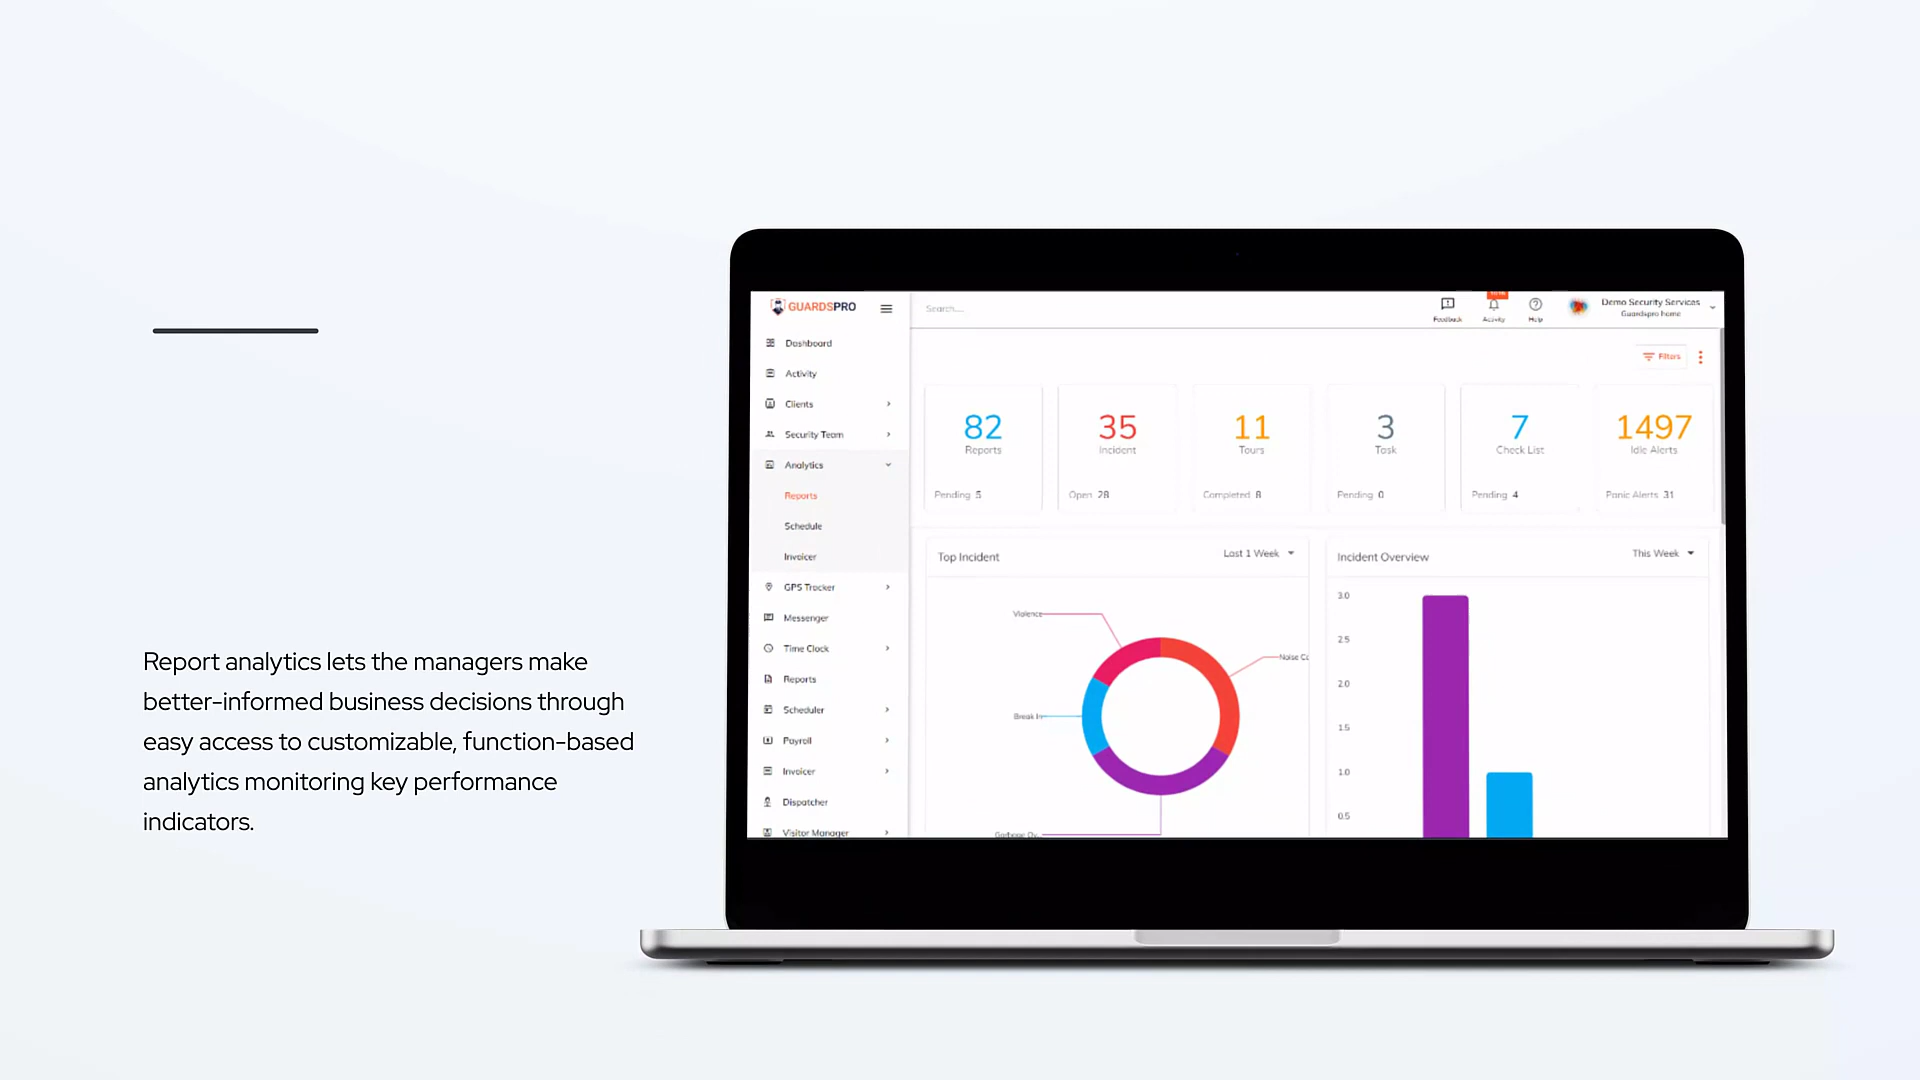 Report analytics lets the managers make
better-informed business decisions through
easy access to customizable, function-based
analytics monitoring key performance
indicators.
GUARDSPRO
Search....
Feedback
Activity
Help
Demo Security Services
Guardspro home
Dashboard
Activity
Clients
Security Team
Analytics
Reports
Schedule
Invoicer
GPS Tracker
Messenger
Time Clock
Reports
Scheduler
Payroll
Invoicer
Dispatcher
Visitor Manager
Filters
82
Reports
Pending 5
35
Incident
Open 28
11
Tours
Completed 8
3
Task
Pending 0
7
Check List
Pending 4
1497
Idle Alerts
Panic Alerts 31
Top Incident
Last 1 Week
Violence
Noise Co
Break In
Garbage Dy...
Incident Overview
This Week
3.0
2.5
2.0
1.5
1.0
0.5